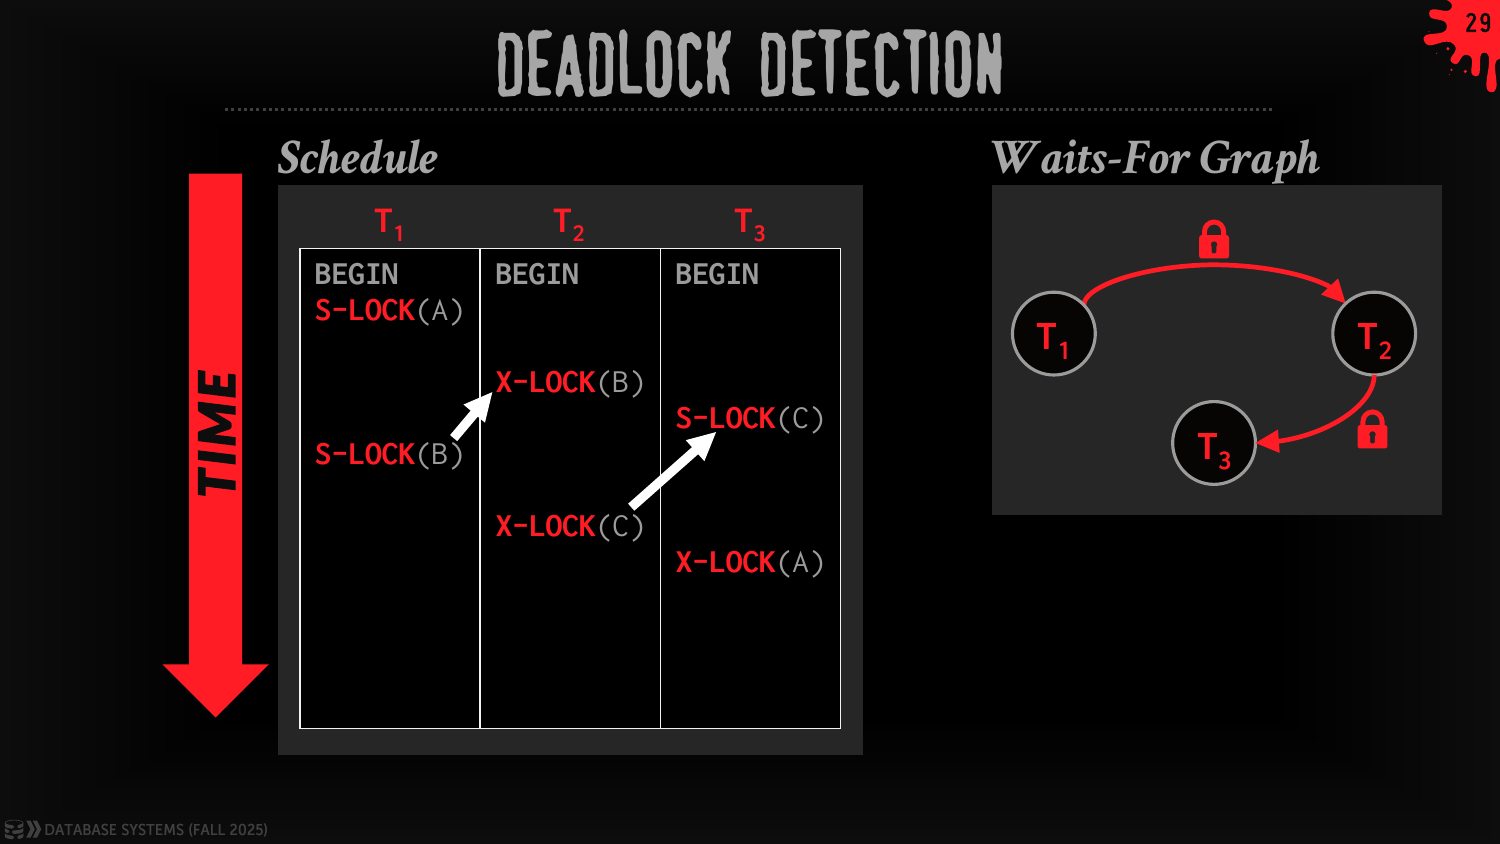 29
DEADLOCK DETECTION
Schedule
Waits-For Graph
TIME
T1 T2 T3
BEGIN BEGIN BEGIN
S-LOCK(A)
X-LOCK(B)
S-LOCK(C)
S-LOCK(B)
X-LOCK(C)
X-LOCK(A)
T1
T2
T3
DATABASE SYSTEMS (FALL 2025)